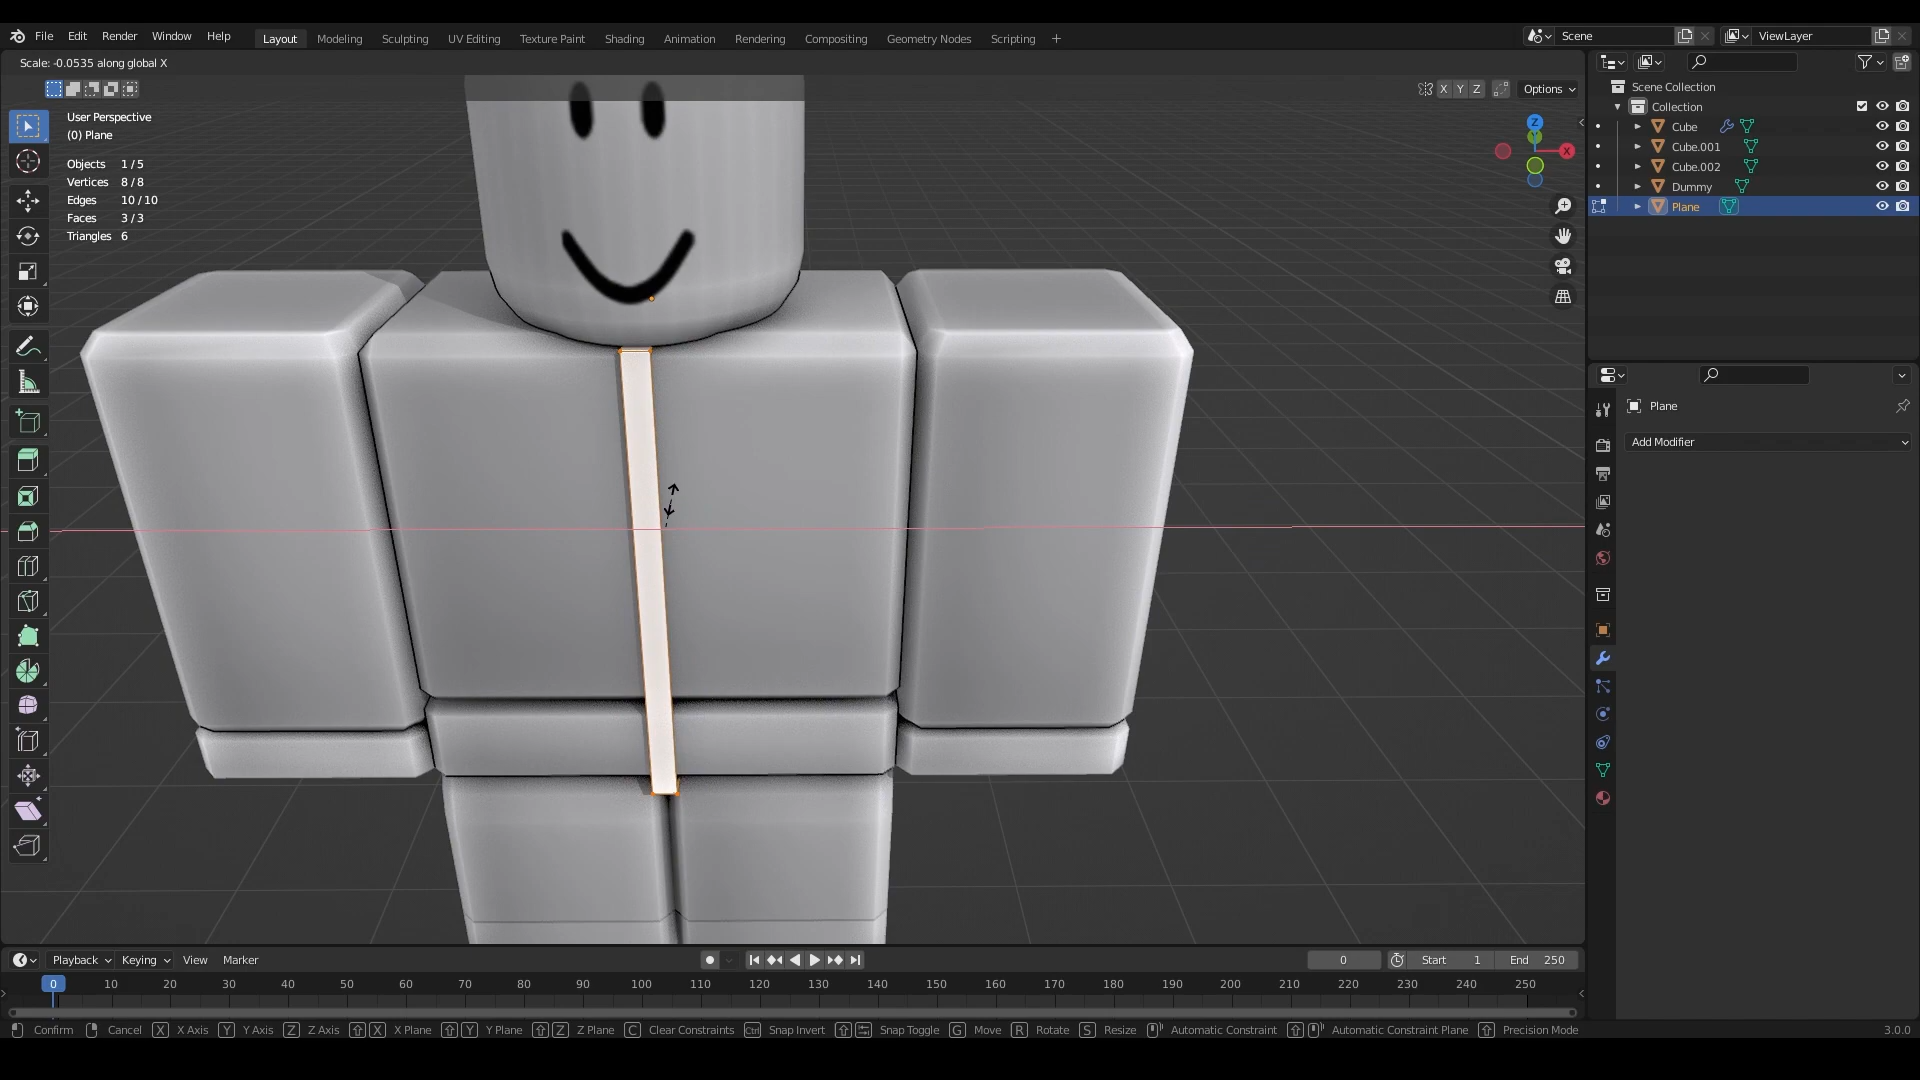 File Edit Render Window Help Layout Modeling Sculpting UV Editing Texture Paint Shading Animation Rendering Compositing Geometry Nodes Scripting + Scene ViewLayer
Scale: -0.0535 along global X
X Y Z Options
User Perspective
(0) Plane
Objects 1 / 5
Vertices 8 / 8
Edges 10 / 10
Faces 3 / 3
Triangles 6
Z
X
Scene Collection
Collection
Cube
Cube.001
Cube.002
Dummy
Plane
Plane
Add Modifier
Playback Keying View Marker 0 Start 1 End 250
0 10 20 30 40 50 60 70 80 90 100 110 120 130 140 150 160 170 180 190 200 210 220 230 240 250
Confirm Cancel X X Axis Y Y Axis Z Z Axis X X Plane Y Y Plane Z Z Plane C Clear Constraints Ctrl Snap Invert Snap Toggle G Move R Rotate S Resize Automatic Constraint Automatic Constraint Plane Precision Mode 3.0.0